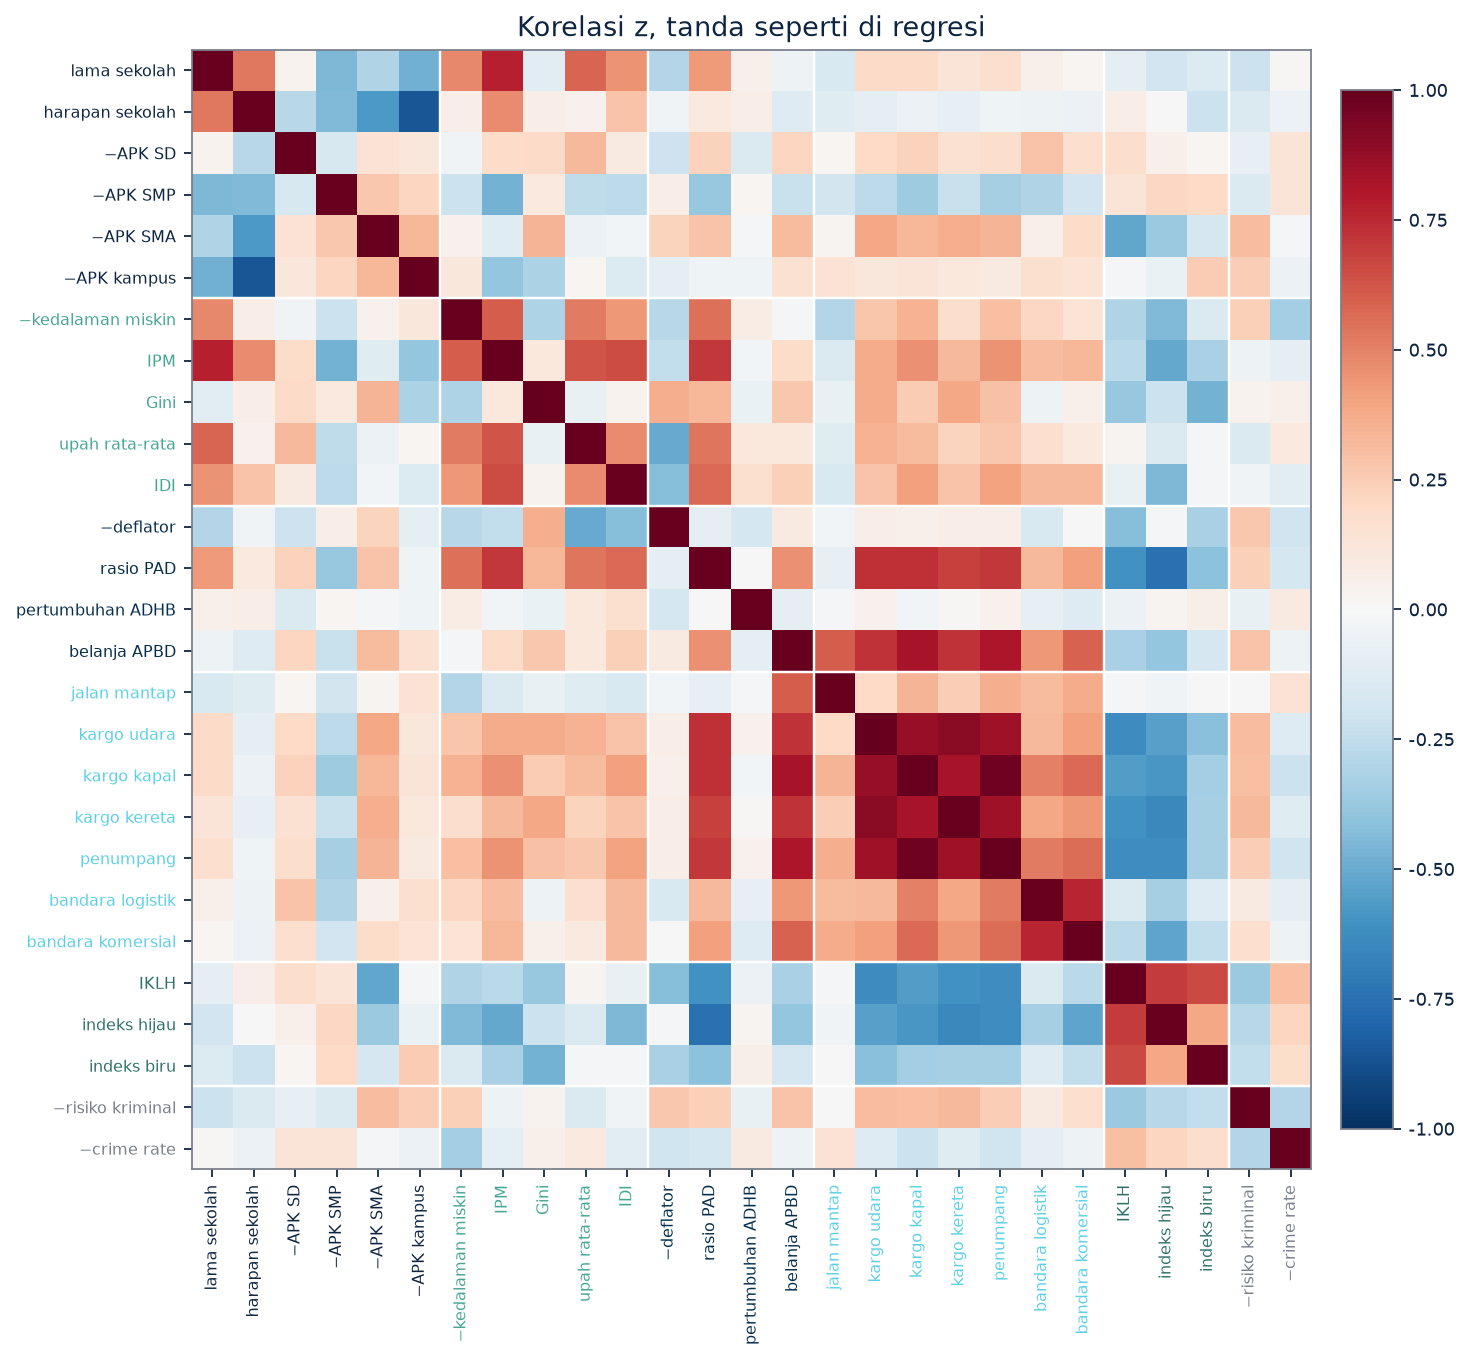 Korelasi z, tanda seperti di regresi
lama sekolah
harapan sekolah
−APK SD
−APK SMP
−APK SMA
−APK kampus
−kedalaman miskin
IPM
Gini
upah rata-rata
IDI
−deflator
rasio PAD
pertumbuhan ADHB
belanja APBD
jalan mantap
kargo udara
kargo kapal
kargo kereta
penumpang
bandara logistik
bandara komersial
IKLH
indeks hijau
indeks biru
−risiko kriminal
−crime rate
lama sekolah
harapan sekolah
−APK SD
−APK SMP
−APK SMA
−APK kampus
−kedalaman miskin
IPM
Gini
upah rata-rata
IDI
−deflator
rasio PAD
pertumbuhan ADHB
belanja APBD
jalan mantap
kargo udara
kargo kapal
kargo kereta
penumpang
bandara logistik
bandara komersial
IKLH
indeks hijau
indeks biru
−risiko kriminal
−crime rate
1.00
0.75
0.50
0.25
0.00
-0.25
-0.50
-0.75
-1.00